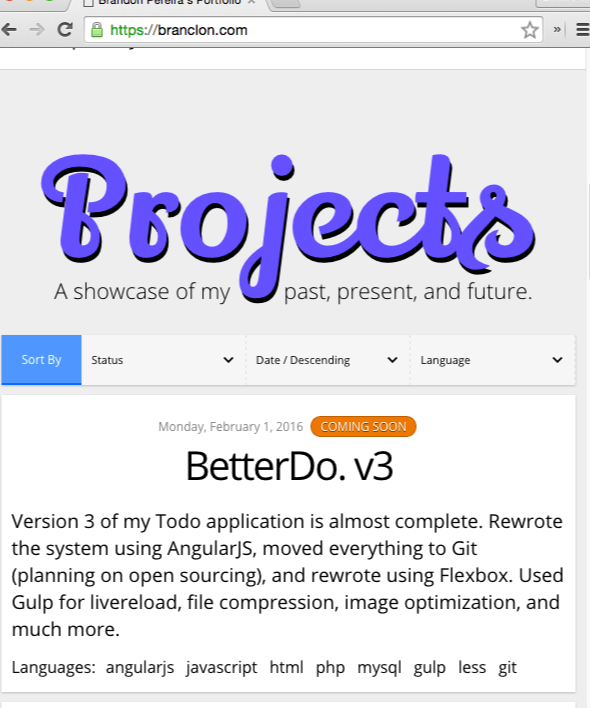 Brandon Pereira's Portfolio
https://branclon.com
Projects
A showcase of my past, present, and future.
Sort By Status Date / Descending Language
Monday, February 1, 2016 COMING SOON
BetterDo. v3
Version 3 of my Todo application is almost complete. Rewrote
the system using AngularJS, moved everything to Git
(planning on open sourcing), and rewrote using Flexbox. Used
Gulp for livereload, file compression, image optimization, and
much more.
Languages: angularjs javascript html php mysql gulp less git